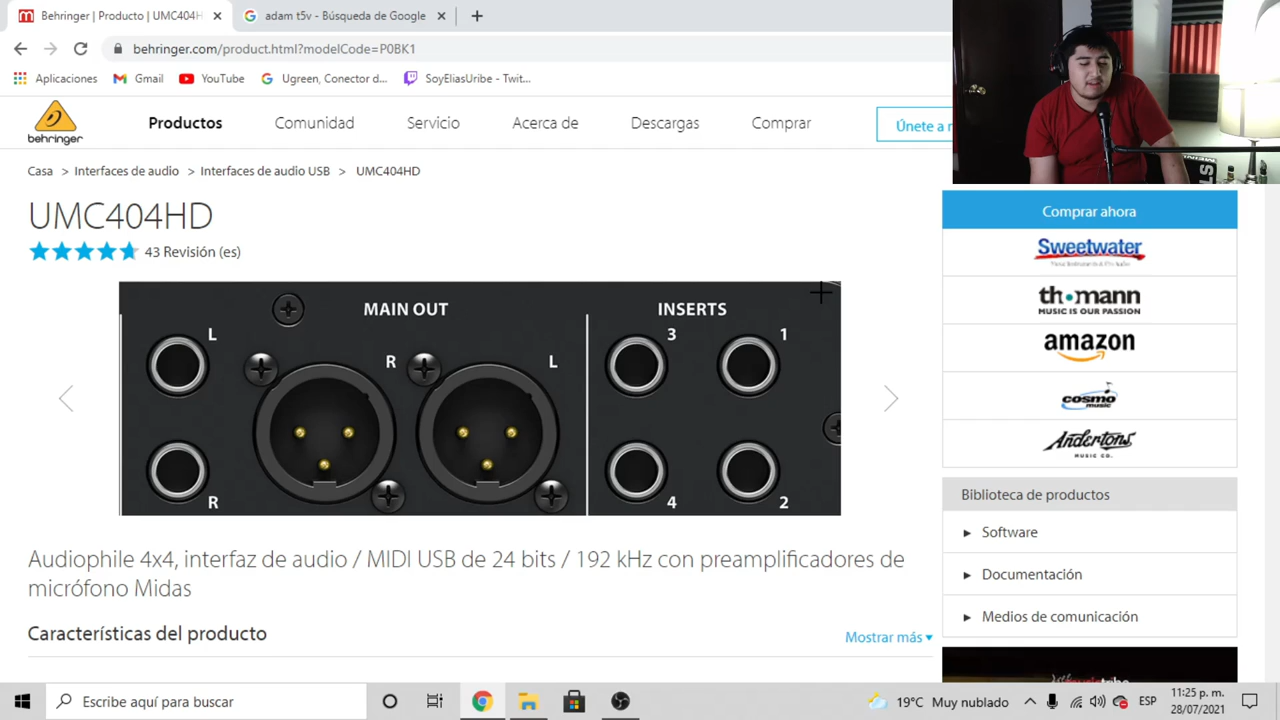 Behringer | Producto | UMC404H
adam t5v - Búsqueda de Google
behringer.com/product.html?modelCode=P0BK1
Aplicaciones
Gmail
YouTube
Ugreen, Conector d...
SoyEliasUribe - Twit...
behringer
Productos
Comunidad
Servicio
Acerca de
Descargas
Comprar
Únete a n
Casa > Interfaces de audio > Interfaces de audio USB > UMC404HD
UMC404HD
43 Revisión (es)
MAIN OUT
INSERTS
L
R
R
L
3
1
4
2
Audiophile 4x4, interfaz de audio / MIDI USB de 24 bits / 192 kHz con preamplificadores de
micrófono Midas
Características del producto
Mostrar más
Comprar ahora
Sweetwater
thomann
MUSIC IS OUR PASSION
amazon
cosmo
music
Andertons
MUSIC CO.
Biblioteca de productos
Software
Documentación
Medios de comunicación
Escribe aquí para buscar
19°C Muy nublado
ESP
11:25 p. m.
28/07/2021